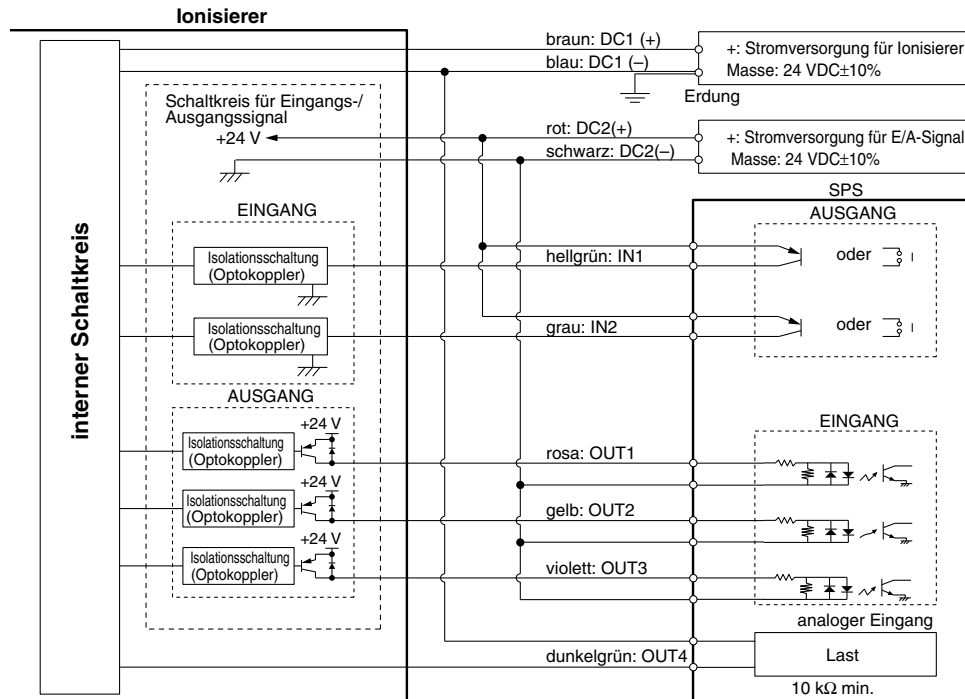 Ionisierer
braun: DC1 (+)
blau: DC1 (–)
+: Stromversorgung für Ionisierer
Masse: 24 VDC±10%
Erdung
Schaltkreis für Eingangs-/
Ausgangssignal
+24 V
rot: DC2(+)
schwarz: DC2(–)
+: Stromversorgung für E/A-Signal
Masse: 24 VDC±10%
SPS
interner Schaltkreis
EINGANG
AUSGANG
Isolationsschaltung
(Optokoppler)
hellgrün: IN1
oder
Isolationsschaltung
(Optokoppler)
grau: IN2
oder
AUSGANG
EINGANG
+24 V
Isolationsschaltung
(Optokoppler)
rosa: OUT1
+24 V
Isolationsschaltung
(Optokoppler)
gelb: OUT2
+24 V
Isolationsschaltung
(Optokoppler)
violett: OUT3
analoger Eingang
dunkelgrün: OUT4
Last
10 kΩ min.